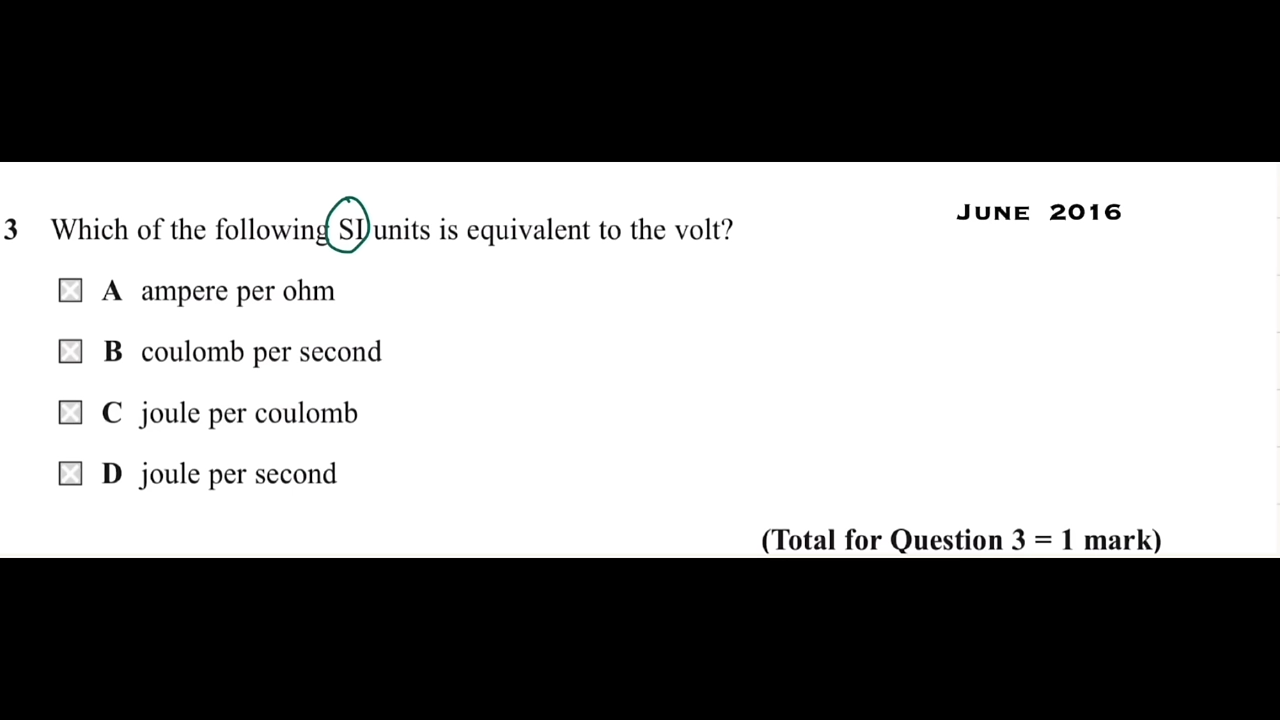 JUNE 2016
3 Which of the following SI units is equivalent to the volt?
A ampere per ohm
B coulomb per second
C joule per coulomb
D joule per second
(Total for Question 3 = 1 mark)